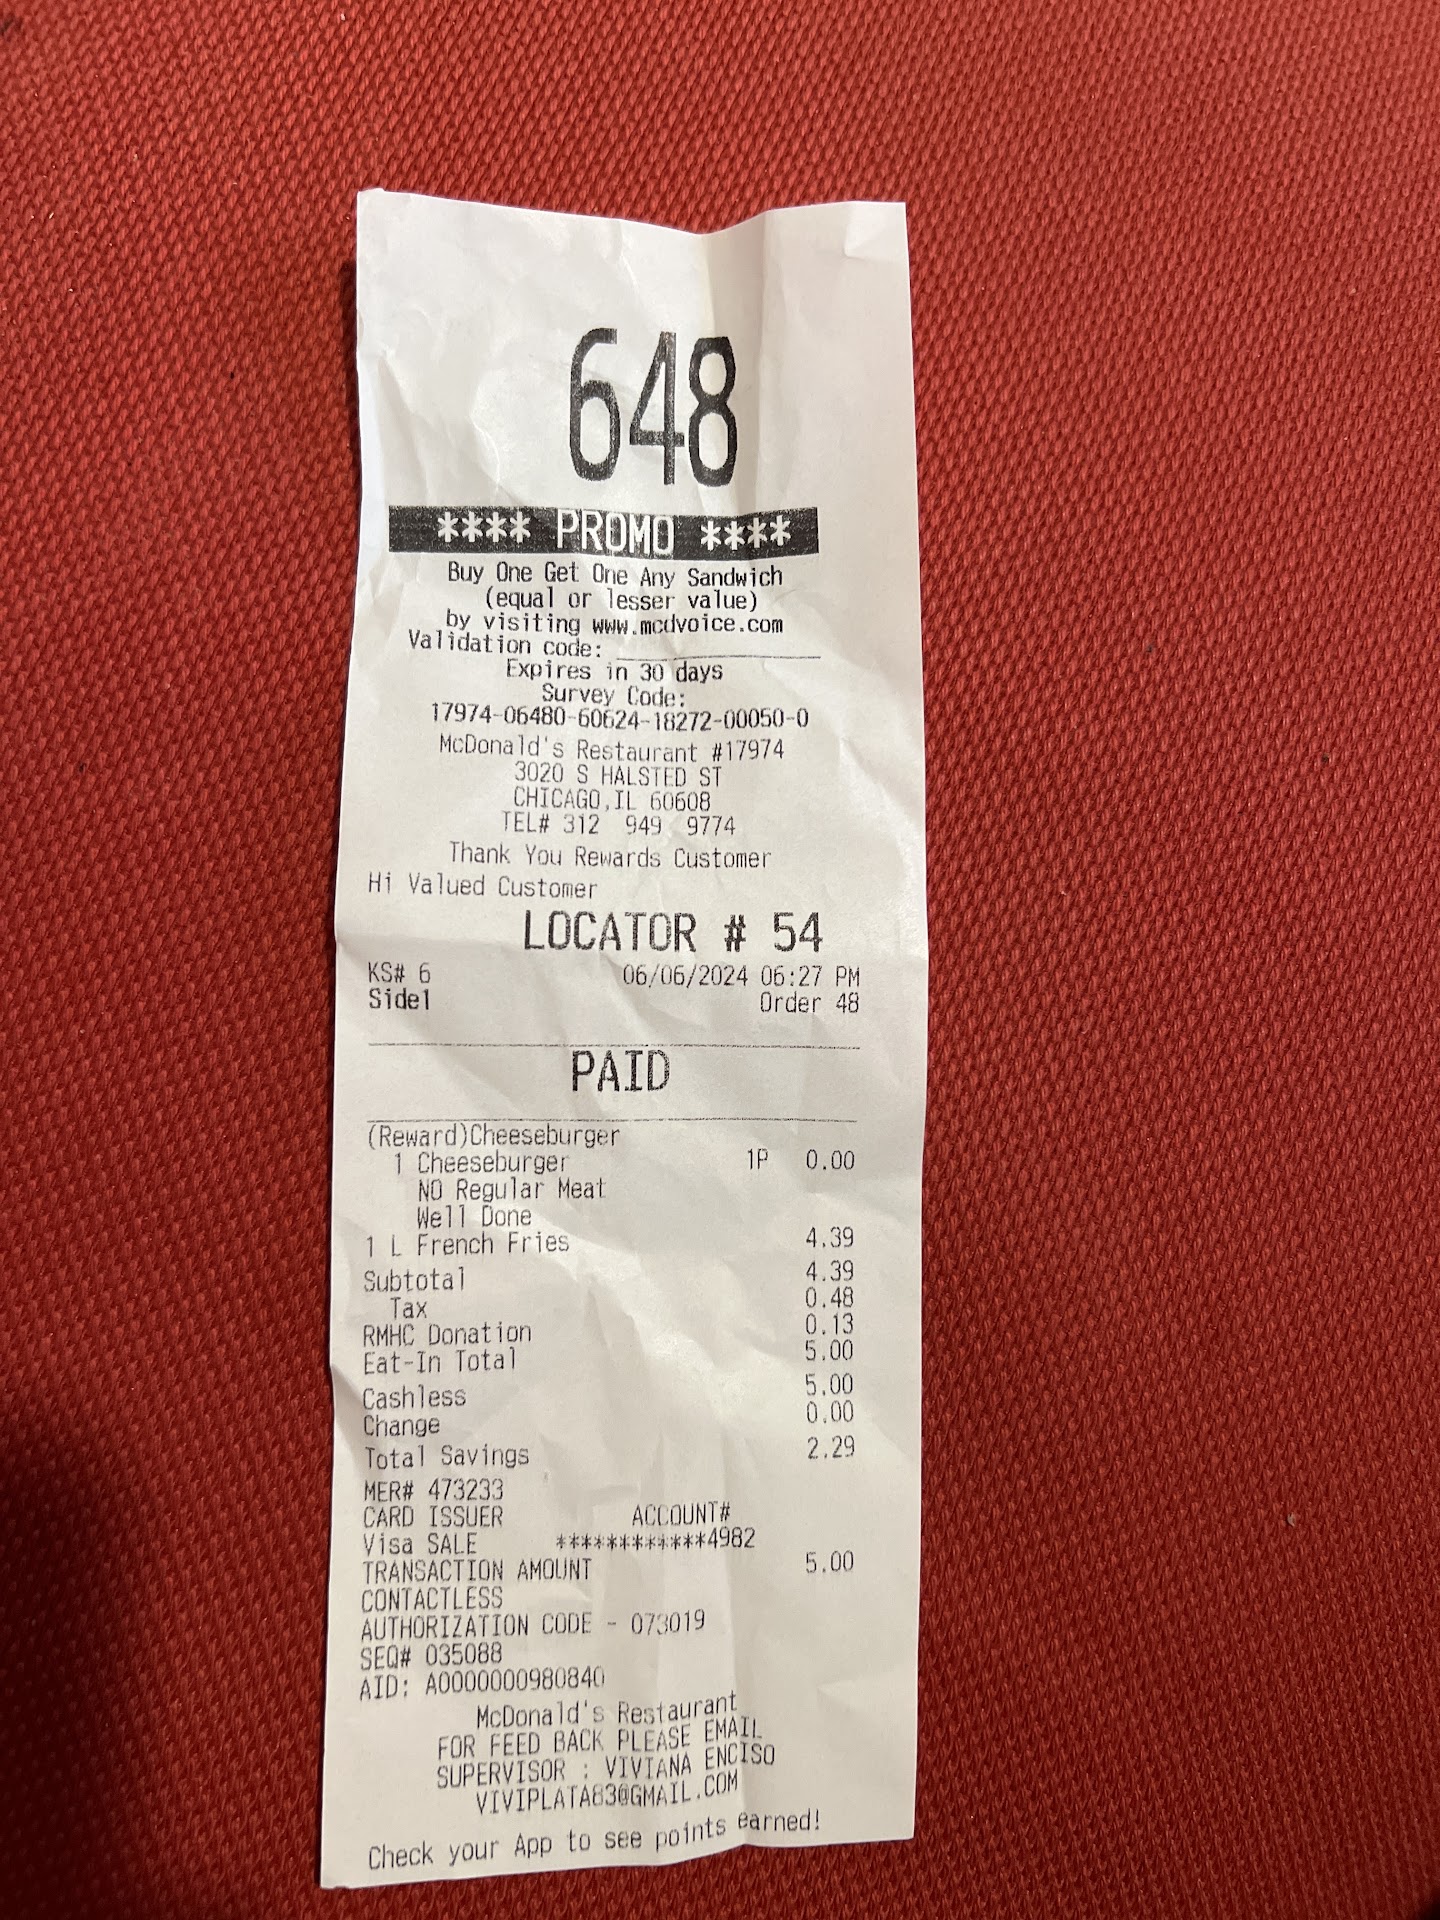 648
**** PROMO ****
Buy One Get One Any Sandwich
(equal or lesser value)
by visiting www.mcdvoice.com
Validation code: ____________
Expires in 30 days
Survey Code:
17974-06480-60624-18272-00050-0
McDonald's Restaurant #17974
3020 S HALSTED ST
CHICAGO,IL 60608
TEL# 312 949 9774
Thank You Rewards Customer
Hi Valued Customer
LOCATOR # 54
KS# 6 06/06/2024 06:27 PM
Side1 Order 48
PAID
(Reward)Cheeseburger
1 Cheeseburger 1P 0.00
NO Regular Meat
Well Done
1 L French Fries 4.39
Subtotal 4.39
Tax 0.48
RMHC Donation 0.13
Eat-In Total 5.00
Cashless 5.00
Change 0.00
Total Savings 2.29
MER# 473233
CARD ISSUER ACCOUNT#
Visa SALE ************4982
TRANSACTION AMOUNT 5.00
CONTACTLESS
AUTHORIZATION CODE - 073019
SEQ# 035088
AID: A0000000980840
McDonald's Restaurant
FOR FEED BACK PLEASE EMAIL
SUPERVISOR : VIVIANA ENCISO
VIVIPLATA83@GMAIL.COM
Check your App to see points earned!